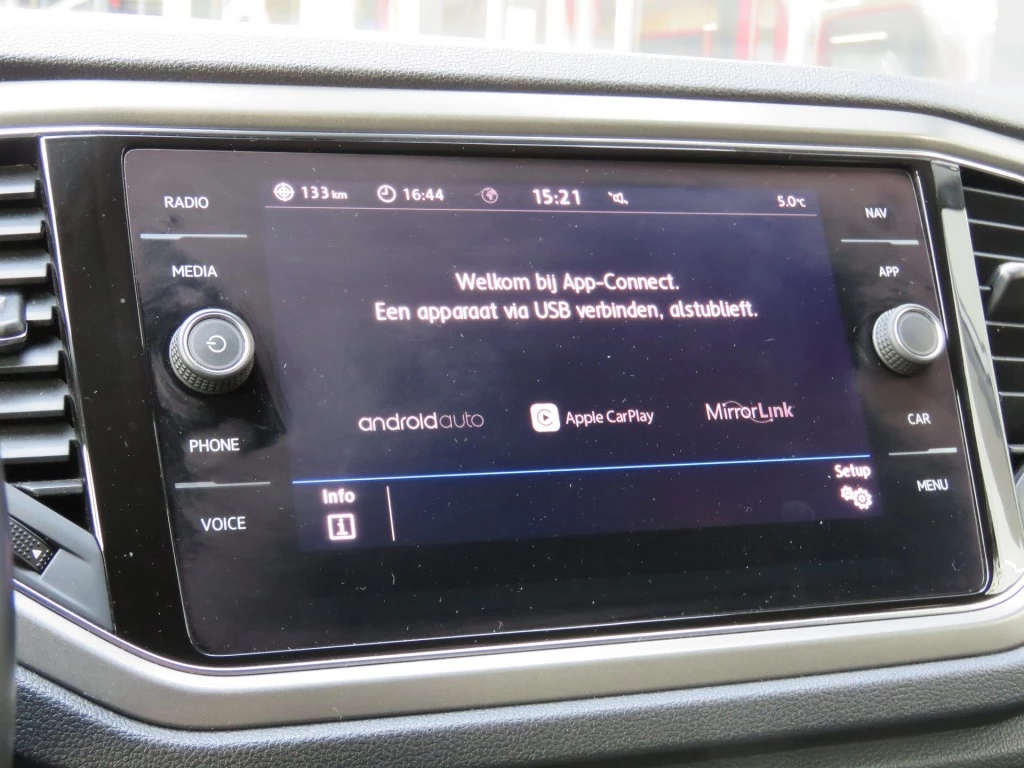 RADIO
MEDIA
PHONE
VOICE
133 km 16:44 15:21 5.0°C
Welkom bij App-Connect.
Een apparaat via USB verbinden, alstublieft.
androidauto Apple CarPlay MirrorLink
Info Setup
NAV
APP
CAR
MENU